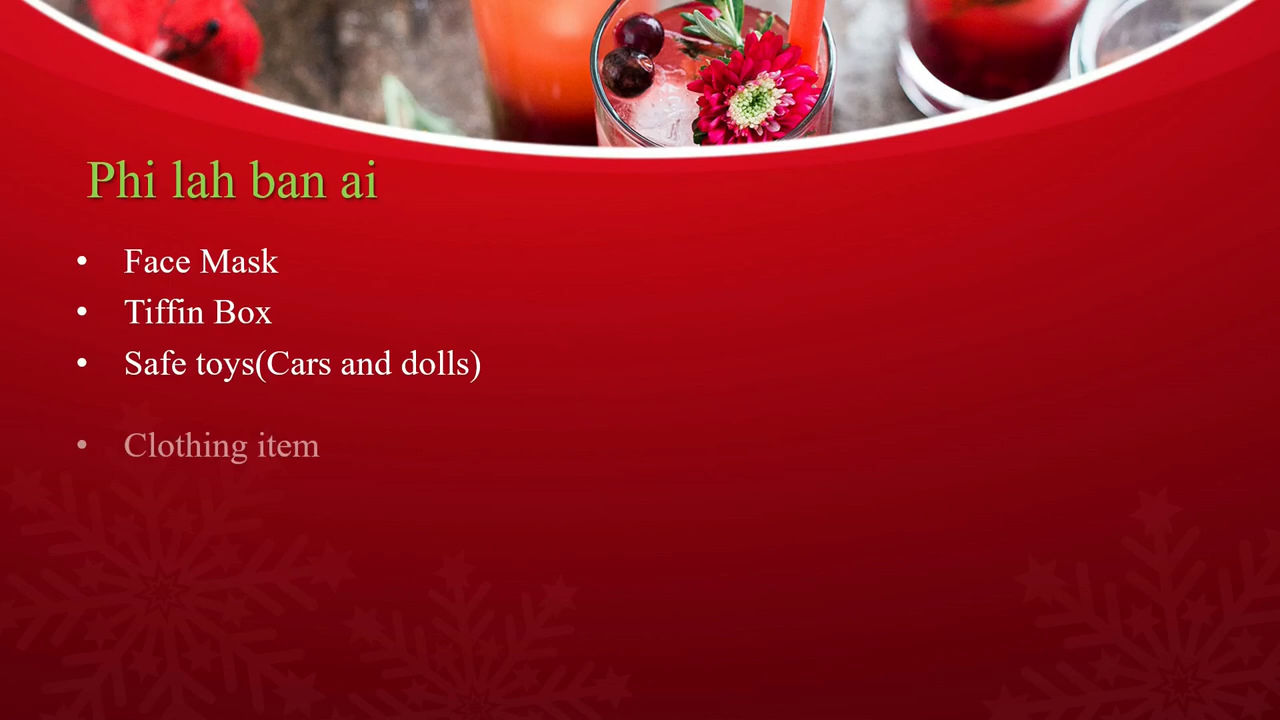 Phi lah ban ai
• Face Mask
• Tiffin Box
• Safe toys(Cars and dolls)
• Clothing item